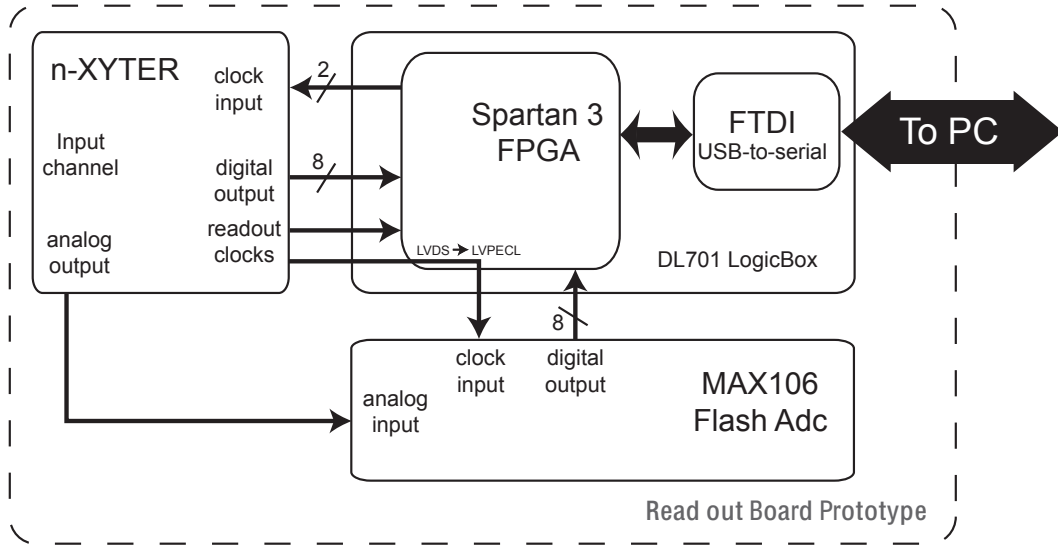 n-XYTER
clock
input
Input
channel
digital
output
readout
clocks
analog
output
2
8
Spartan 3
FPGA
LVDS → LVPECL
FTDI
USB-to-serial
To PC
DL701 LogicBox
8
clock
input
digital
output
analog
input
MAX106
Flash Adc
Read out Board Prototype